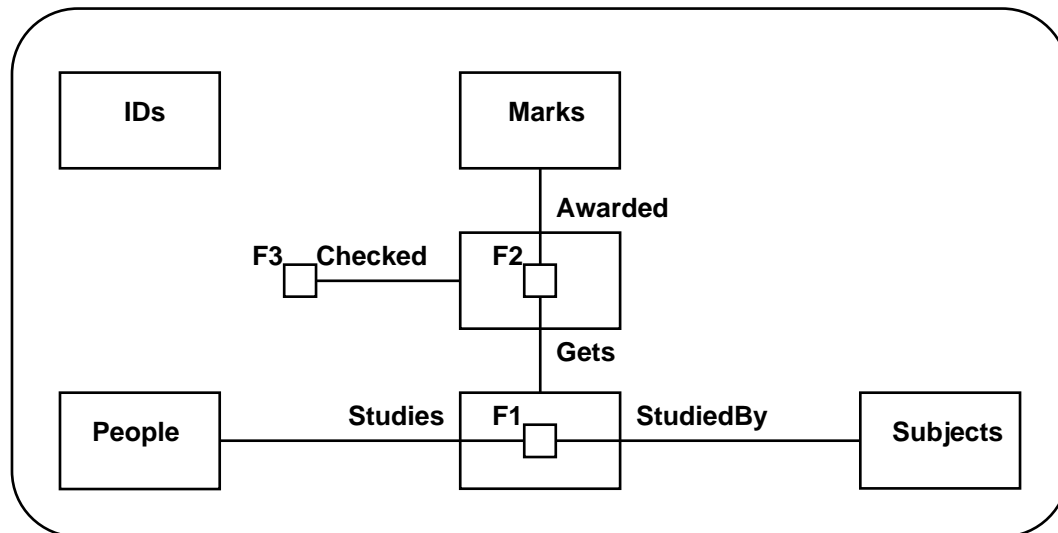 IDs
Marks
Awarded
F3 Checked
F2
Gets
People
Studies
F1
StudiedBy
Subjects